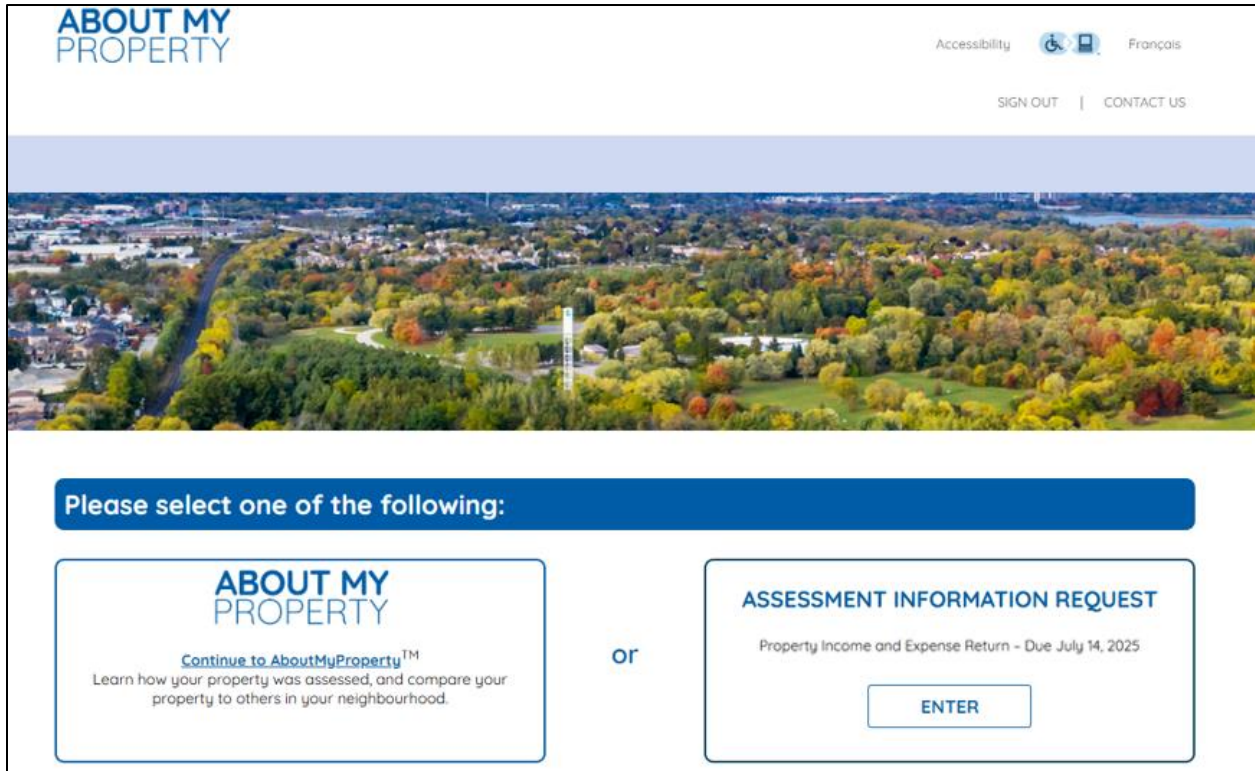 ABOUT MY
PROPERTY
Accessibility
Français
SIGN OUT | CONTACT US
Please select one of the following:
ABOUT MY
PROPERTY
Continue to AboutMyProperty™
Learn how your property was assessed, and compare your
property to others in your neighbourhood.
or
ASSESSMENT INFORMATION REQUEST
Property Income and Expense Return – Due July 14, 2025
ENTER